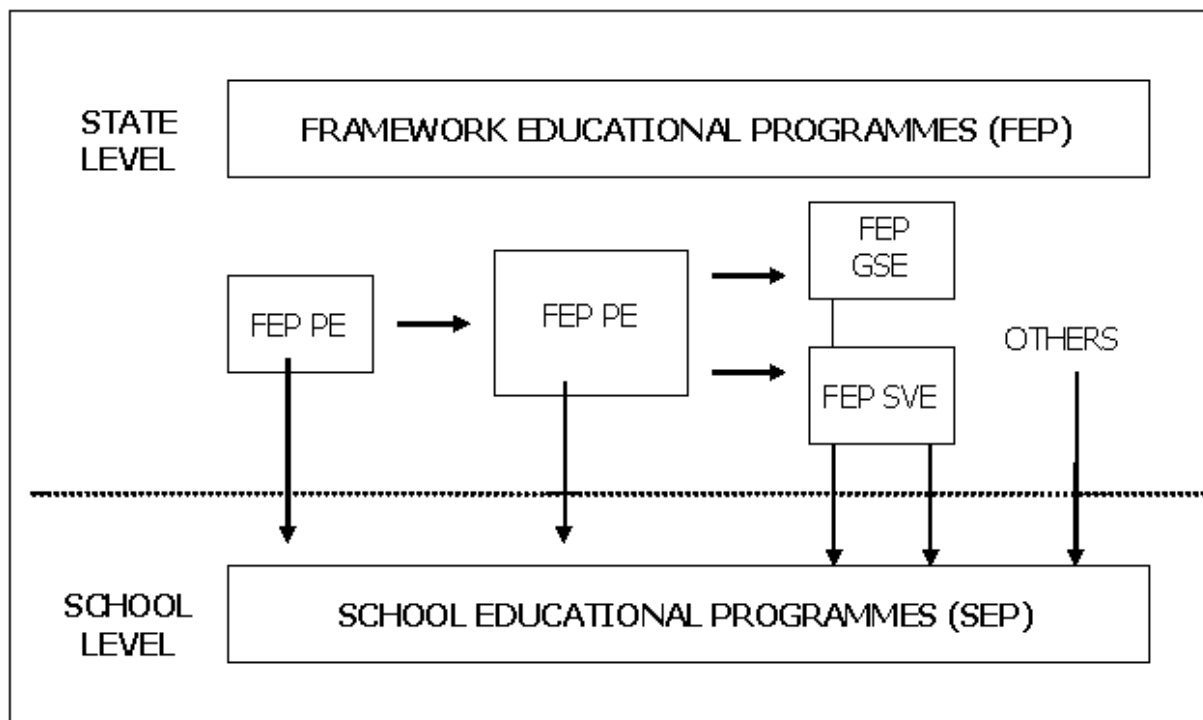 STATE
LEVEL
FRAMEWORK EDUCATIONAL PROGRAMMES (FEP)
FEP
GSE
FEP PE
FEP PE
OTHERS
FEP SVE
SCHOOL
LEVEL
SCHOOL EDUCATIONAL PROGRAMMES (SEP)